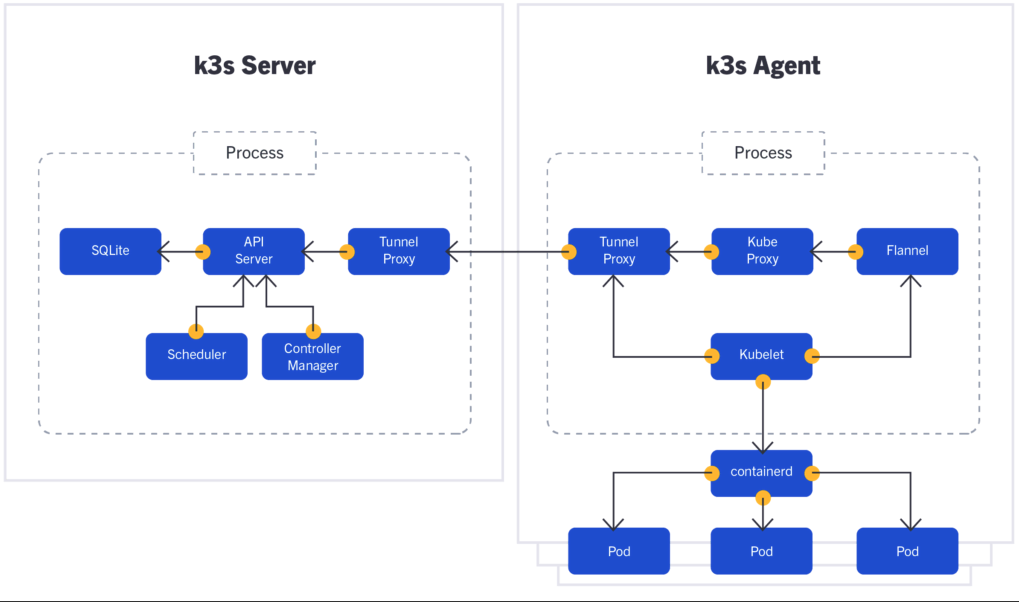 k3s Server
Process
SQLite
API
Server
Tunnel
Proxy
Scheduler
Controller
Manager
k3s Agent
Process
Tunnel
Proxy
Kube
Proxy
Flannel
Kubelet
containerd
Pod
Pod
Pod